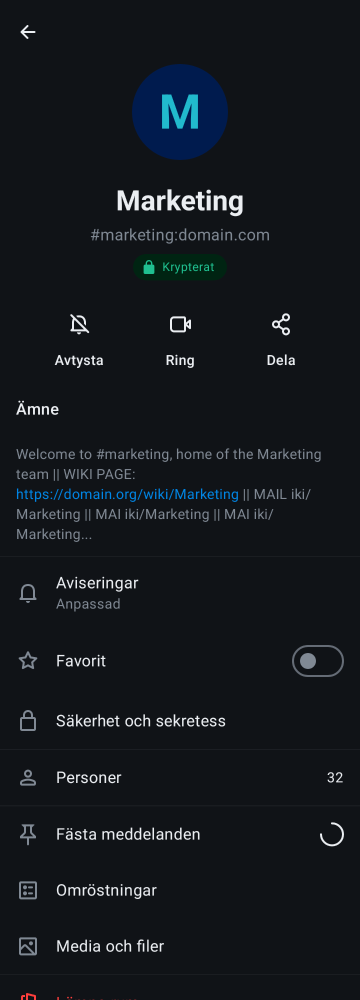 M
Marketing
#marketing:domain.com
Krypterat
Avtysta
Ring
Dela
Ämne
Welcome to #marketing, home of the Marketing
team || WIKI PAGE:
https://domain.org/wiki/Marketing || MAIL iki/
Marketing || MAI iki/Marketing || MAI iki/
Marketing...
Aviseringar
Anpassad
Favorit
Säkerhet och sekretess
Personer 32
Fästa meddelanden
Omröstningar
Media och filer